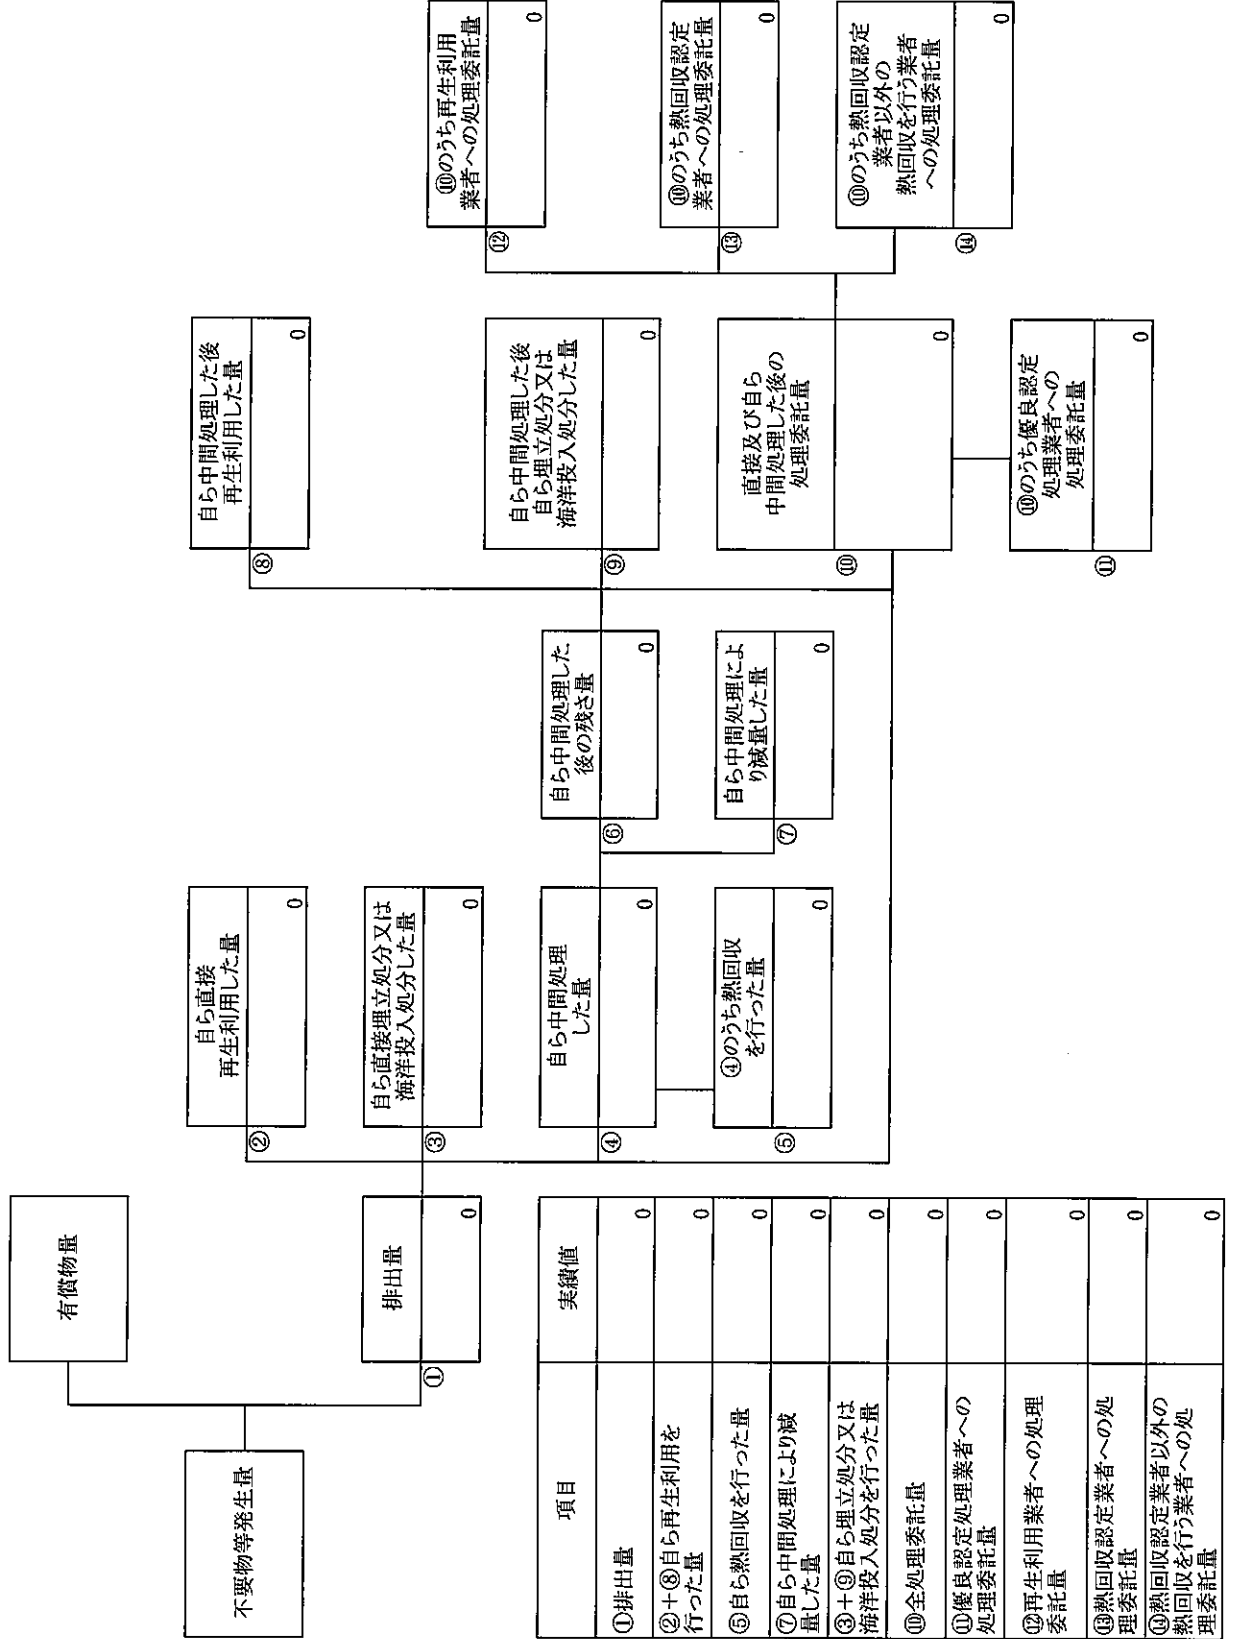 有償物量
不要物等発生量
排出量
①
0
自ら直接
再生利用した量
②
0
自ら直接埋立処分又は
海洋投入処分した量
③
0
自ら中間処理
した量
④
0
④のうち熱回収
を行った量
⑤
0
自ら中間処理した
後の残さ量
⑥
0
自ら中間処理によ
り減量した量
⑦
0
自ら中間処理した後
再生利用した量
⑧
0
自ら中間処理した後
自ら埋立処分又は
海洋投入処分した量
⑨
0
直接及び自ら
中間処理した後の
処理委託量
⑩
0
⑩のうち優良認定
処理業者への
処理委託量
⑪
0
⑩のうち再生利用
業者への処理委託量
⑫
0
⑩のうち熱回収認定
業者への処理委託量
⑬
0
⑩のうち熱回収認定
業者以外の
熱回収を行う業者
への処理委託量
⑭
0
項目 実績値
①排出量 0
②+⑧自ら再生利用を
行った量 0
⑤自ら熱回収を行った量 0
⑦自ら中間処理により減
量した量 0
③+⑨自ら埋立処分又は
海洋投入処分を行った量 0
⑩全処理委託量 0
⑪優良認定処理業者への
処理委託量 0
⑫再生利用業者への処理
委託量 0
⑬熱回収認定業者への処
理委託量 0
⑭熱回収認定業者以外の
熱回収を行う業者への処
理委託量 0